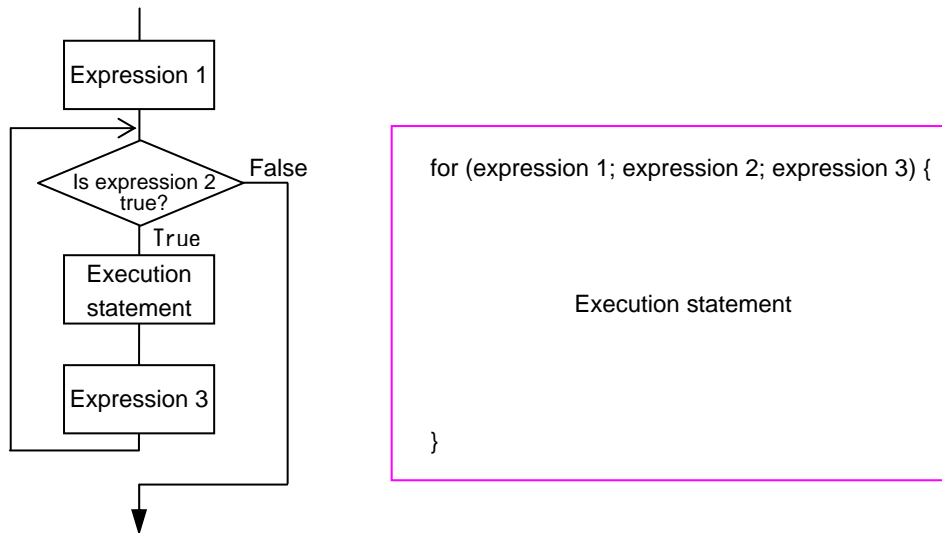 Expression 1
False
Is expression 2
true?
True
Execution
statement
Expression 3
for (expression 1; expression 2; expression 3) {
Execution statement
}